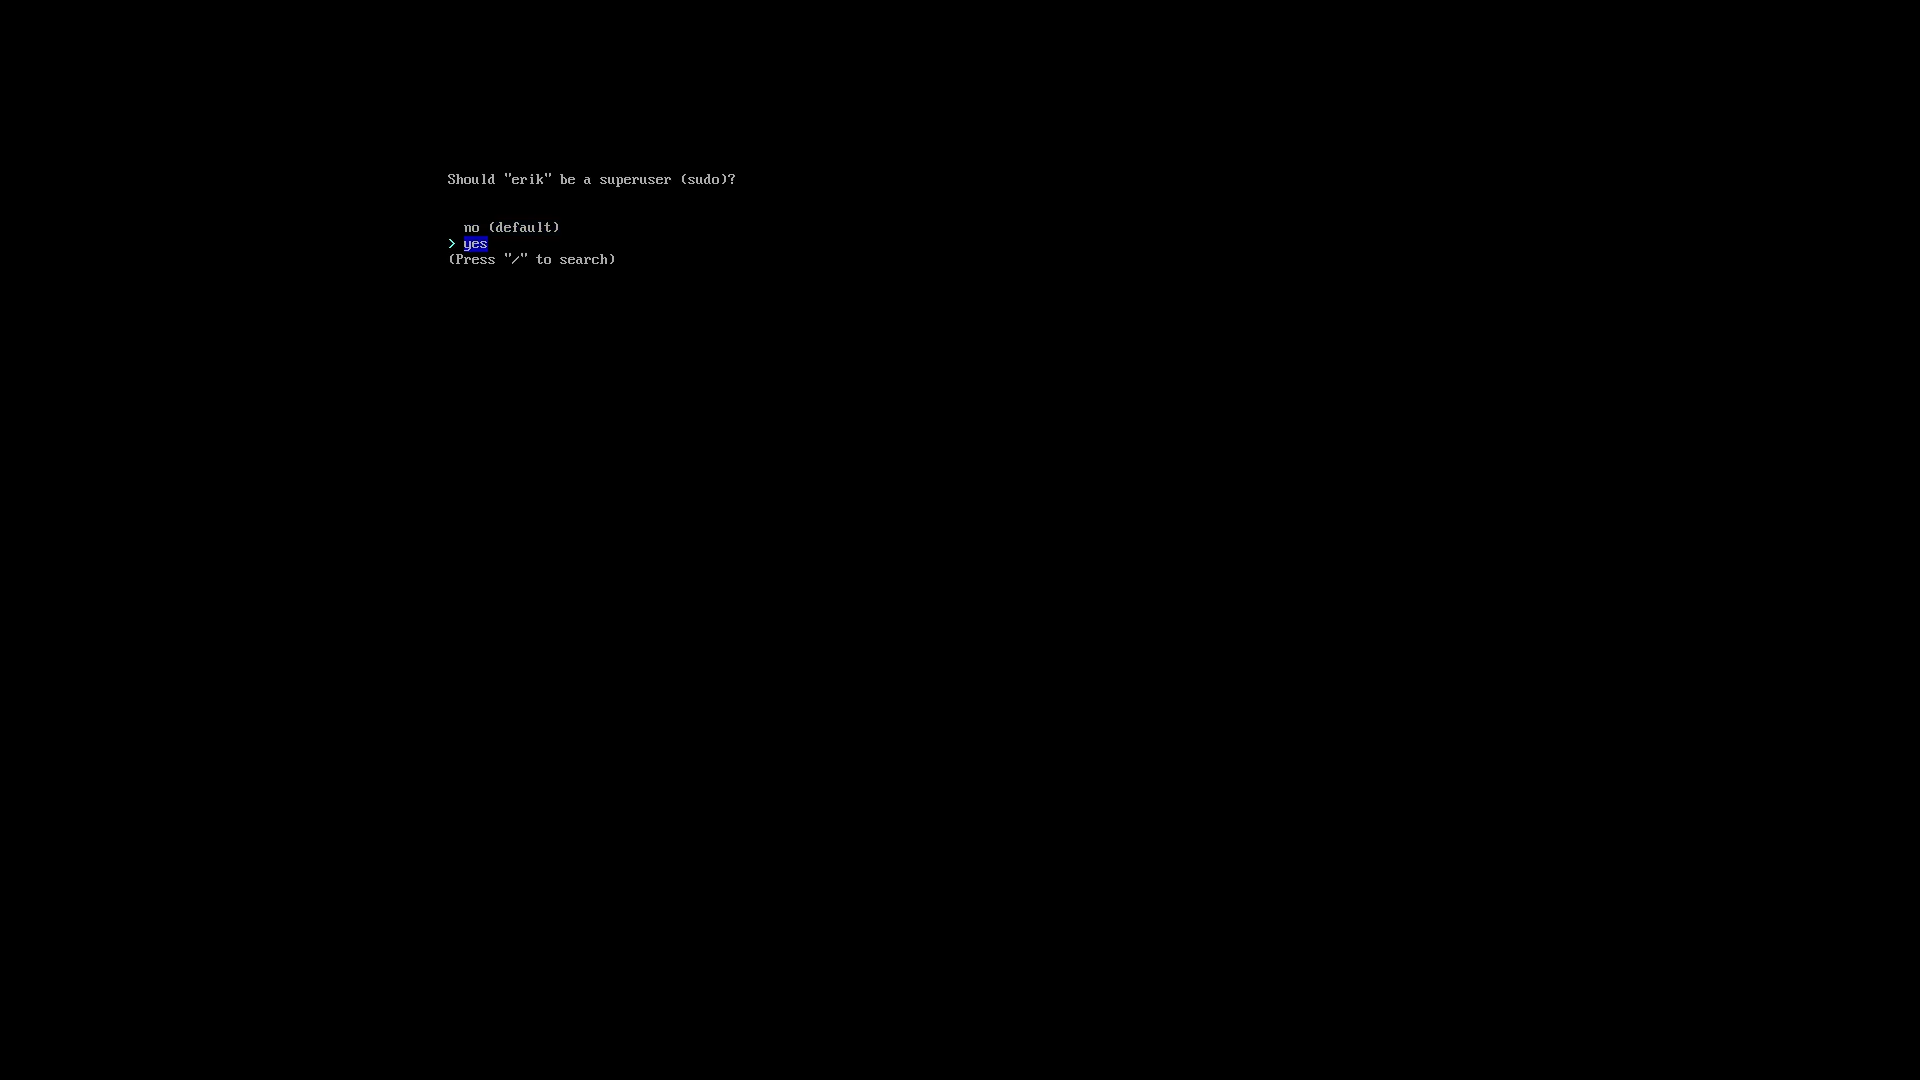 Should "erik" be a superuser (sudo)?
no (default)
> yes
(Press "/" to search)